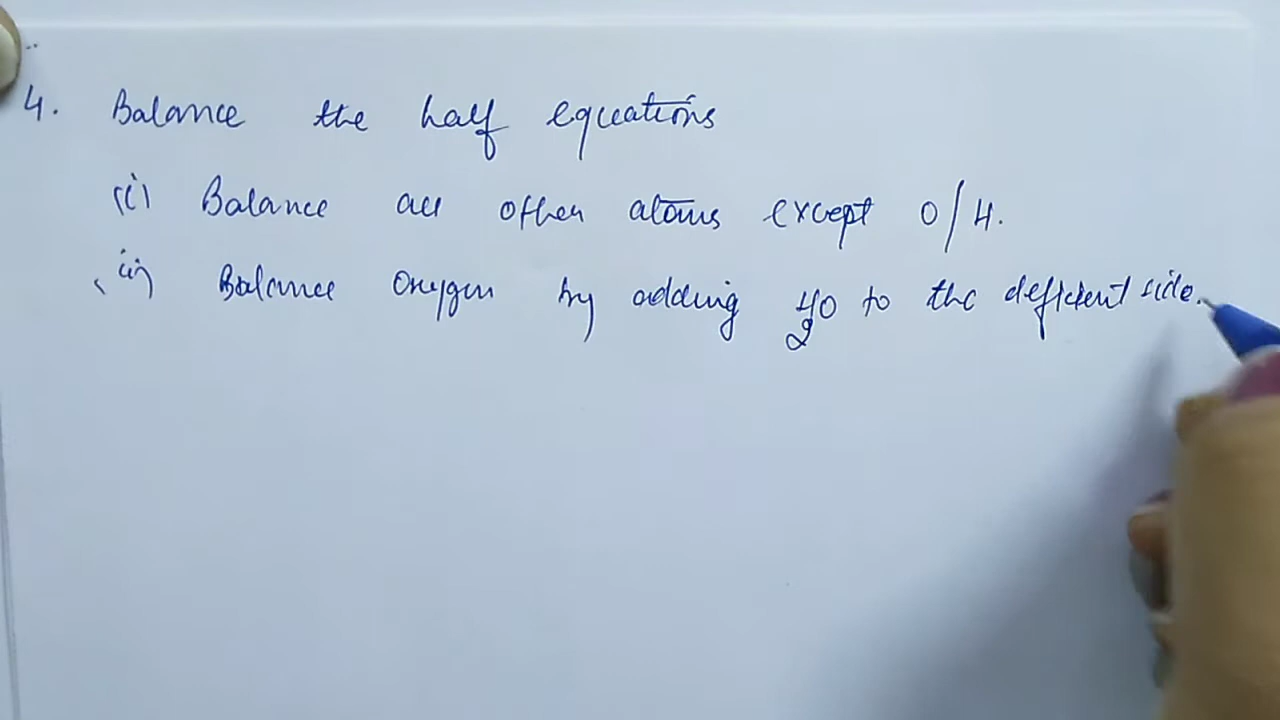 4. Balance the half equations
(i) Balance all other atoms except O/H.
(ii) Balance Oxygen by adding H2O to the deficient side.